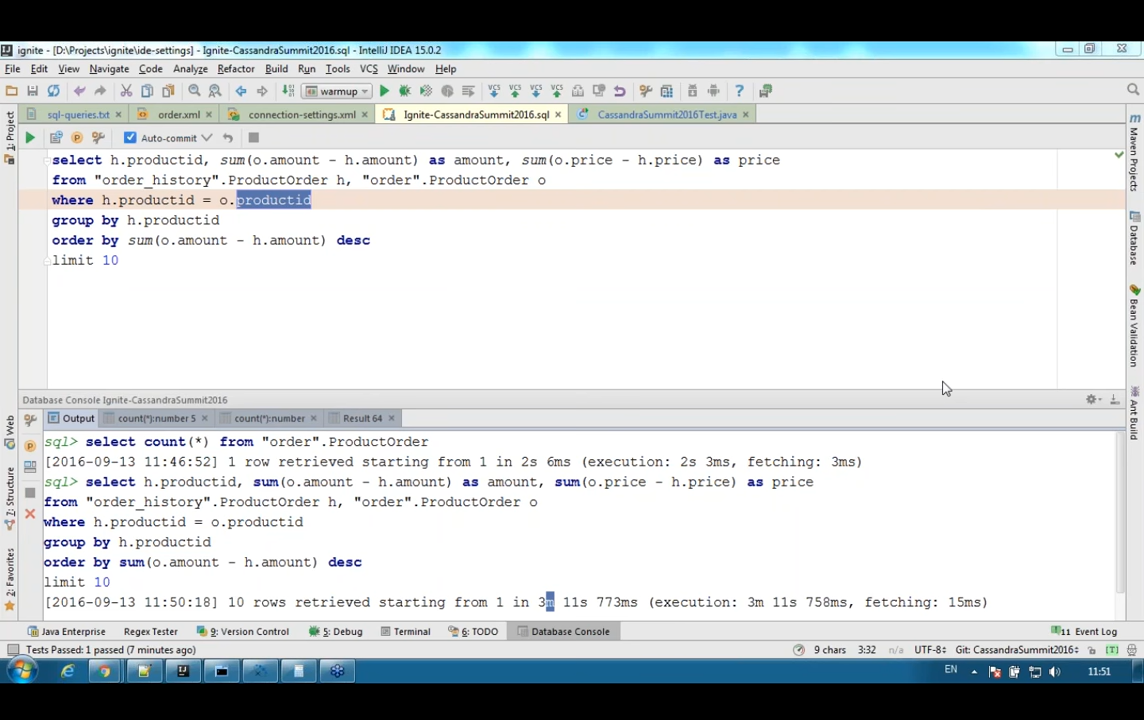 ignite - [D:\Projects\ignite\ide-settings] - Ignite-CassandraSummit2016.sql - IntelliJ IDEA 15.0.2
File Edit View Navigate Code Analyze Refactor Build Run Tools VCS Window Help
warmup
sql-queries.txt order.xml connection-settings.xml Ignite-CassandraSummit2016.sql CassandraSummit2016Test.java
Auto-commit
select h.productid, sum(o.amount - h.amount) as amount, sum(o.price - h.price) as price
from "order_history".ProductOrder h, "order".ProductOrder o
where h.productid = o.productid
group by h.productid
order by sum(o.amount - h.amount) desc
limit 10
Database Console Ignite-CassandraSummit2016
Output count(*):number 5 count(*):number Result 64
sql> select count(*) from "order".ProductOrder
[2016-09-13 11:46:52] 1 row retrieved starting from 1 in 2s 6ms (execution: 2s 3ms, fetching: 3ms)
sql> select h.productid, sum(o.amount - h.amount) as amount, sum(o.price - h.price) as price
from "order_history".ProductOrder h, "order".ProductOrder o
where h.productid = o.productid
group by h.productid
order by sum(o.amount - h.amount) desc
limit 10
[2016-09-13 11:50:18] 10 rows retrieved starting from 1 in 3m 11s 773ms (execution: 3m 11s 758ms, fetching: 15ms)
1: Project
Web
7: Structure
2: Favorites
Maven Projects
Database
Bean Validation
Ant Build
Java Enterprise Regex Tester 9: Version Control 5: Debug Terminal 6: TODO Database Console 11 Event Log
Tests Passed: 1 passed (7 minutes ago) 9 chars 3:32 n/a UTF-8 Git: CassandraSummit2016 [T]
EN 11:51